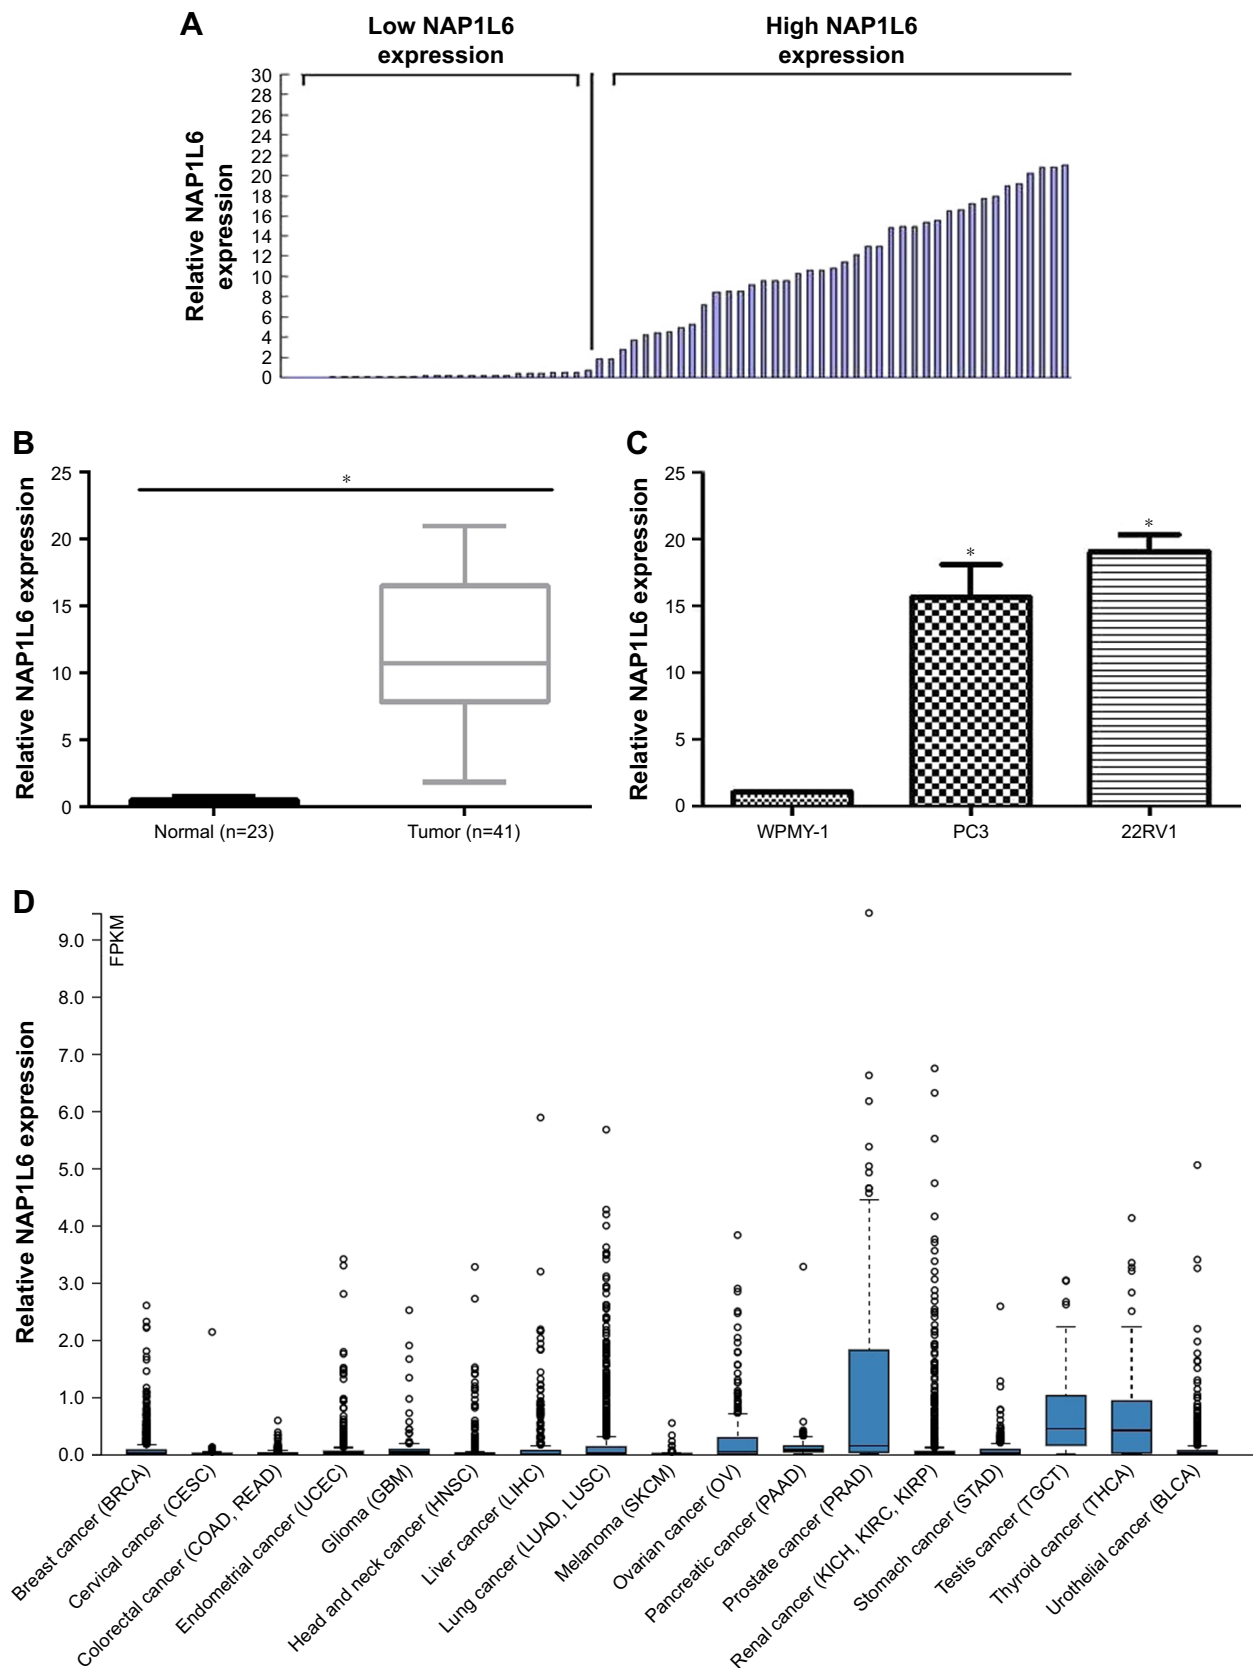 A
Low NAP1L6
expression
High NAP1L6
expression
Relative NAP1L6
expression
30
28
26
24
22
20
18
16
14
12
10
8
6
4
2
0
B
Relative NAP1L6 expression
25
20
15
10
5
0
*
Normal (n=23)
Tumor (n=41)
C
Relative NAP1L6 expression
25
20
15
10
5
0
*
*
WPMY-1
PC3
22RV1
D
Relative NAP1L6 expression
FPKM
9.0
8.0
7.0
6.0
5.0
4.0
3.0
2.0
1.0
0.0
Breast cancer (BRCA)
Cervical cancer (CESC)
Colorectal cancer (COAD, READ)
Endometrial cancer (UCEC)
Glioma (GBM)
Head and neck cancer (HNSC)
Liver cancer (LIHC)
Lung cancer (LUAD, LUSC)
Melanoma (SKCM)
Ovarian cancer (OV)
Pancreatic cancer (PAAD)
Prostate cancer (PRAD)
Renal cancer (KICH, KIRC, KIRP)
Stomach cancer (STAD)
Testis cancer (TGCT)
Thyroid cancer (THCA)
Urothelial cancer (BLCA)